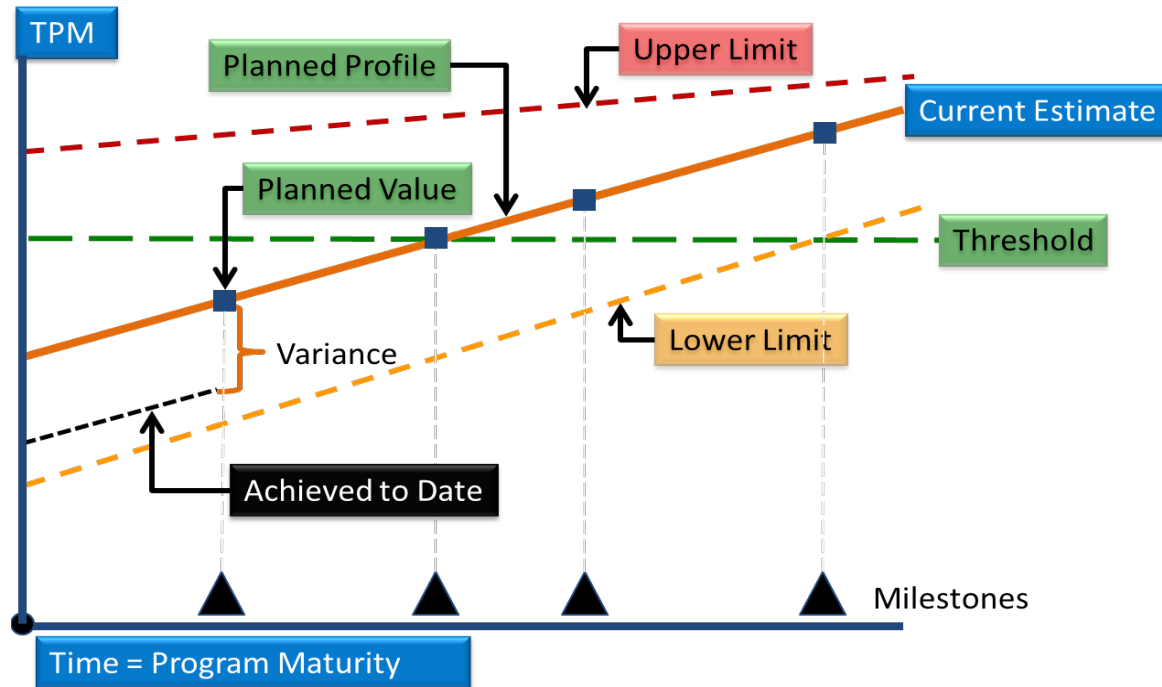 TPM
Upper Limit
Planned Profile
Current Estimate
Planned Value
Threshold
Variance
Lower Limit
Achieved to Date
Milestones
Time = Program Maturity